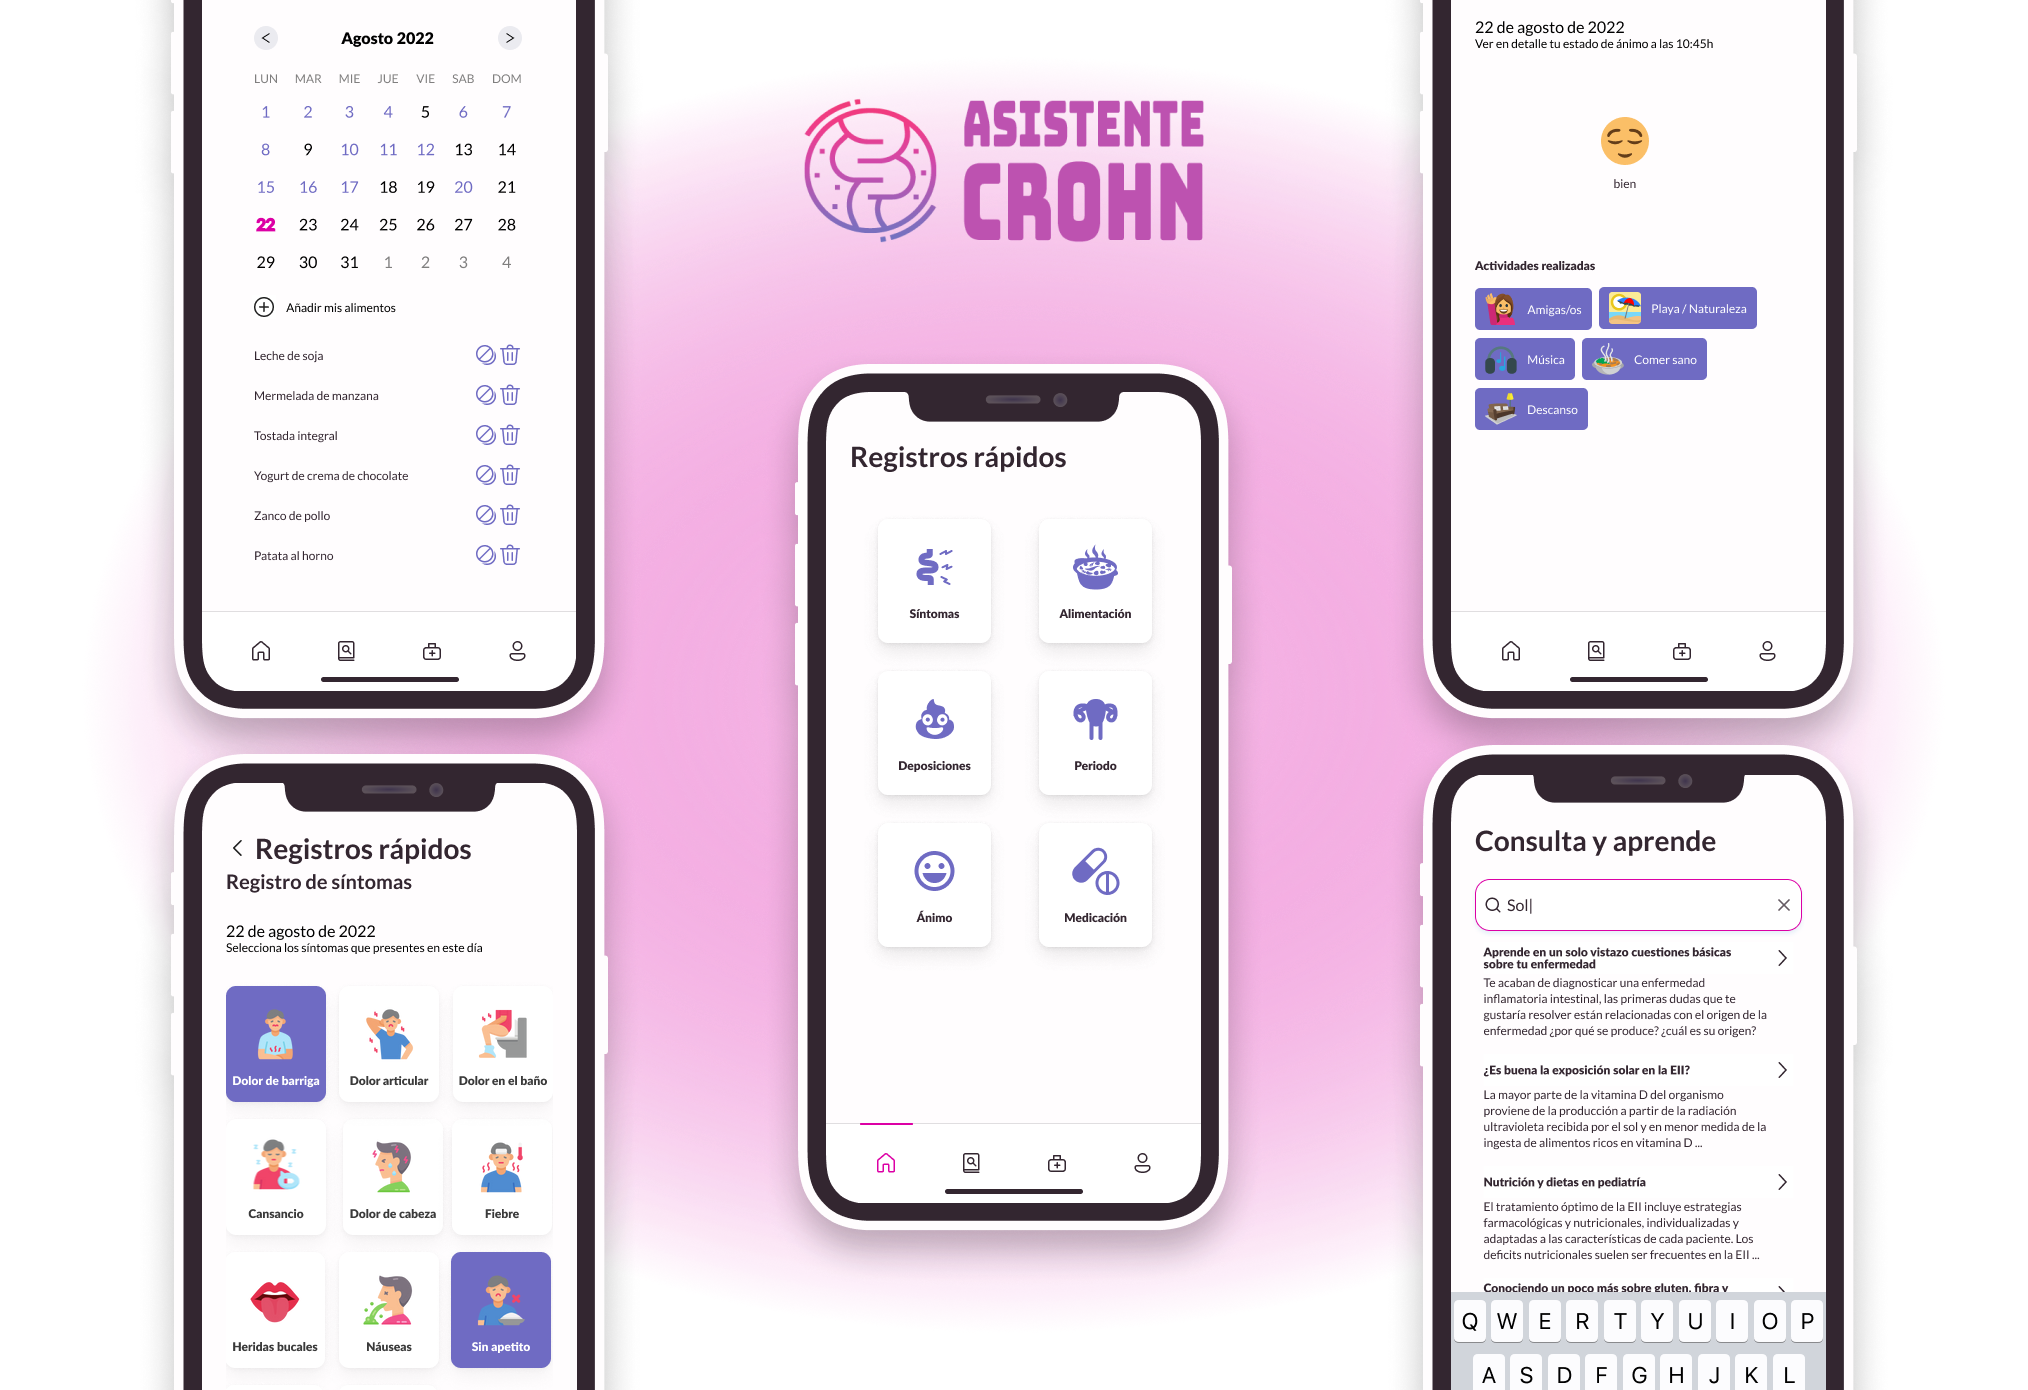 Agosto 2022
LUN MAR MIE JUE VIE SAB DOM
1 2 3 4 5 6 7
8 9 10 11 12 13 14
15 16 17 18 19 20 21
22 23 24 25 26 27 28
29 30 31 1 2 3 4
Añadir mis alimentos
Leche de soja
Mermelada de manzana
Tostada integral
Yogurt de crema de chocolate
Zanco de pollo
Patata al horno
ASISTENTE
CROHN
22 de agosto de 2022
Ver en detalle tu estado de ánimo a las 10:45h
bien
Actividades realizadas
Amigas/os
Playa / Naturaleza
Música
Comer sano
Descanso
Registros rápidos
Síntomas
Alimentación
Deposiciones
Periodo
Ánimo
Medicación
Registros rápidos
Registro de síntomas
22 de agosto de 2022
Selecciona los síntomas que presentes en este día
Dolor de barriga
Dolor articular
Dolor en el baño
Cansancio
Dolor de cabeza
Fiebre
Heridas bucales
Náuseas
Sin apetito
Consulta y aprende
Sol
Aprende en un solo vistazo cuestiones básicas
sobre tu enfermedad
Te acaban de diagnosticar una enfermedad
inflamatoria intestinal, las primeras dudas que te
gustaría resolver están relacionadas con el origen de la
enfermedad ¿por qué se produce? ¿cuál es su origen?
¿Es buena la exposición solar en la EII?
La mayor parte de la vitamina D del organismo
proviene de la producción a partir de la radiación
ultravioleta recibida por el sol y en menor medida de la
ingesta de alimentos ricos en vitamina D ...
Nutrición y dietas en pediatría
El tratamiento óptimo de la EII incluye estrategias
farmacológicas y nutricionales, individualizadas y
adaptadas a las características de cada paciente. Los
deficits nutricionales suelen ser frecuentes en la EII ...
Conociendo un poco más sobre gluten, fibra y
Q W E R T Y U I O P
A S D F G H J K L